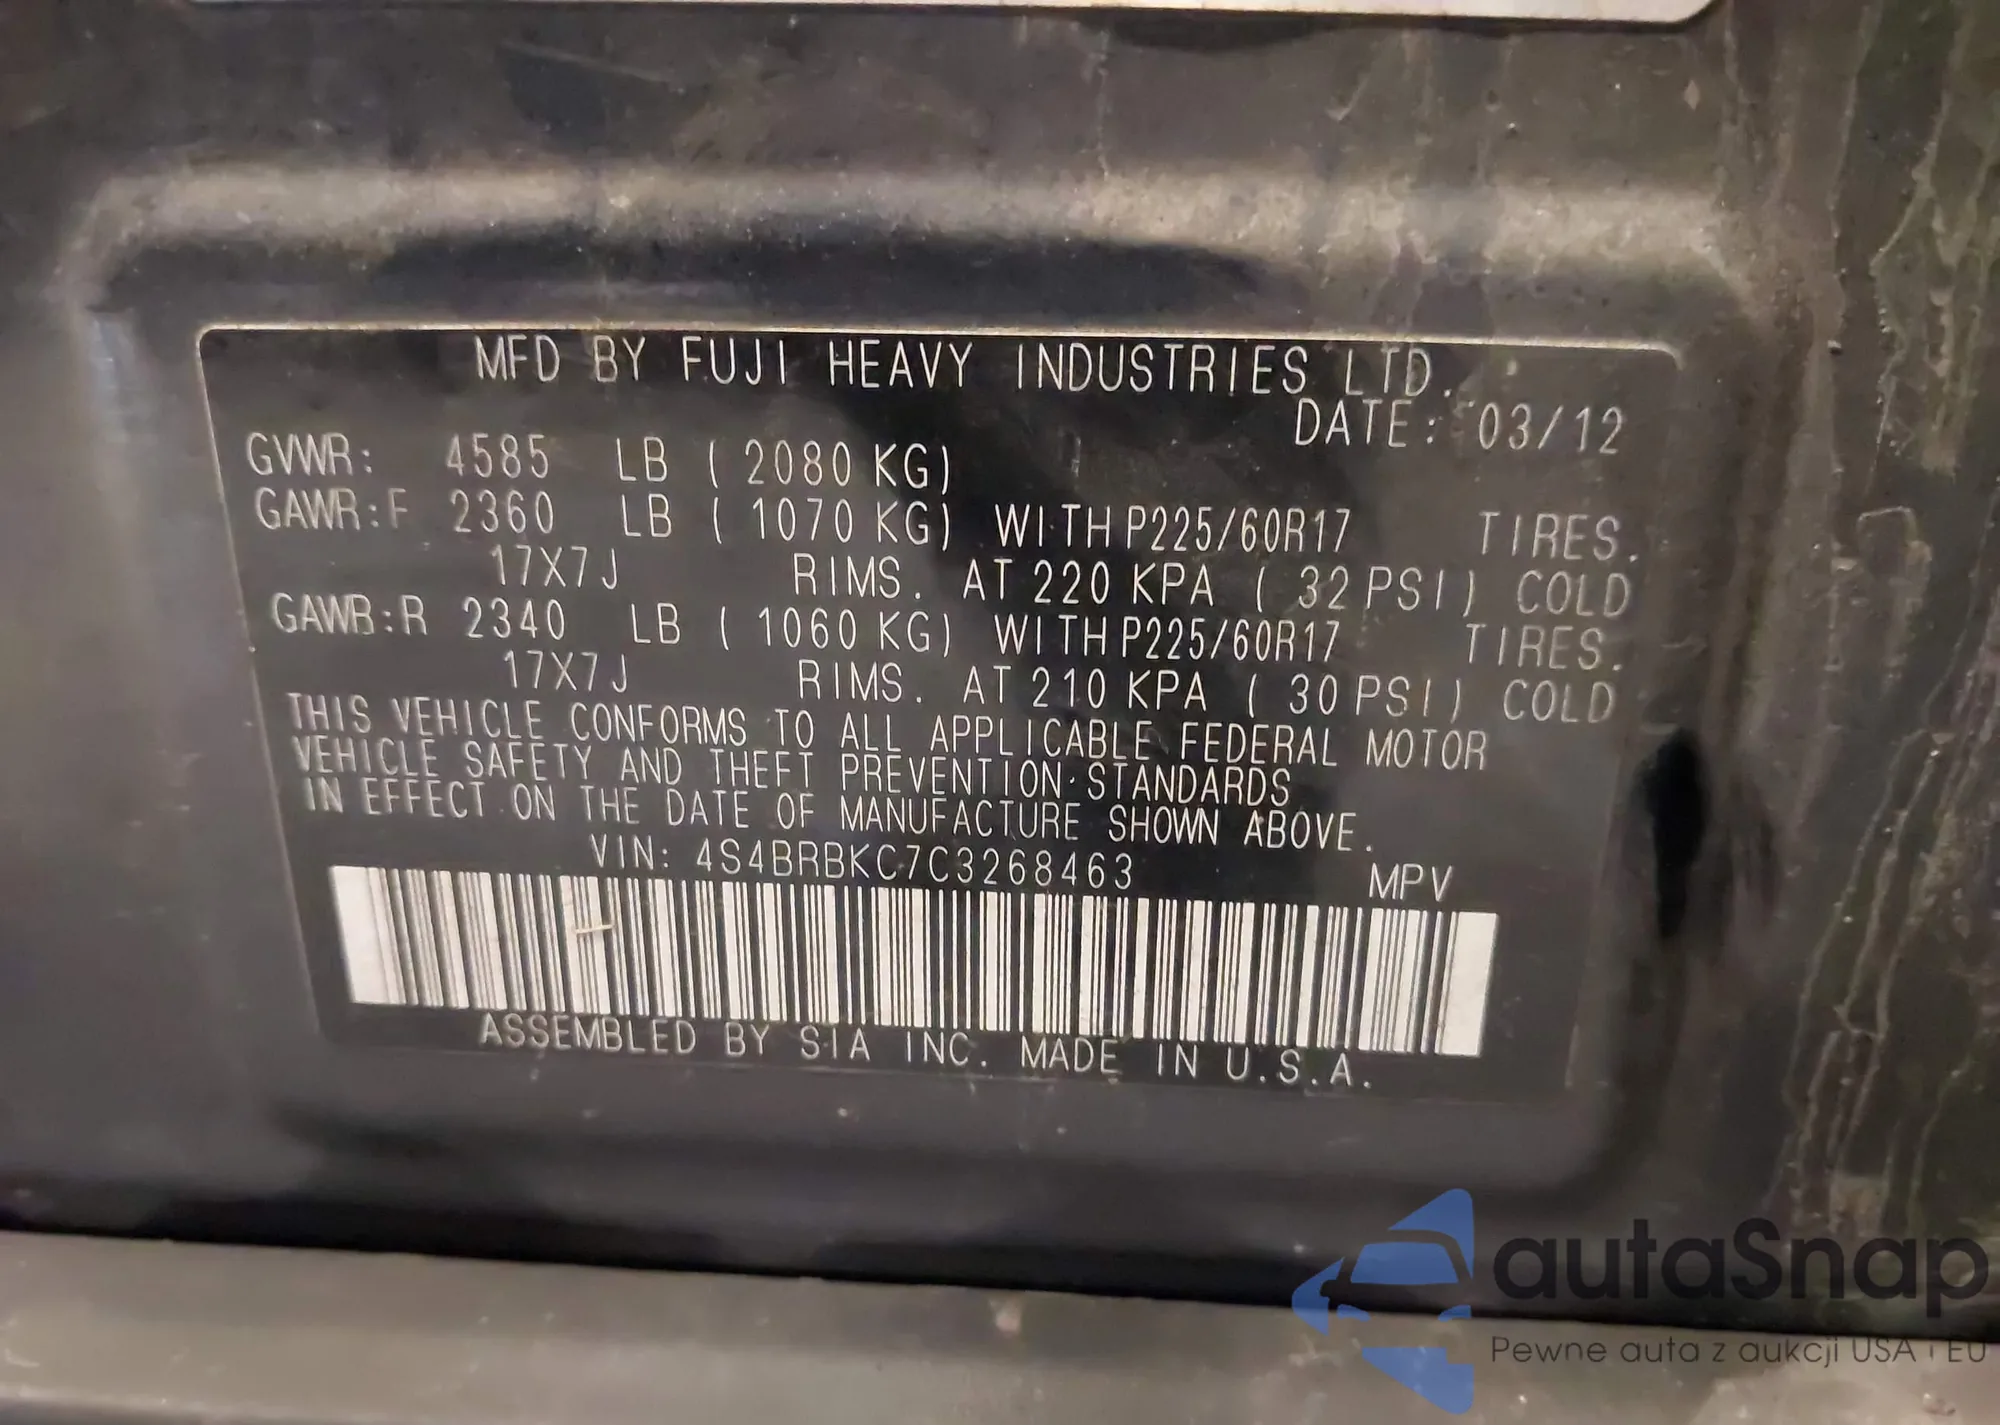 MFD BY FUJI HEAVY INDUSTRIES LTD.
DATE: 03/12
GVWR: 4585 LB ( 2080 KG)
GAWR:F 2360 LB ( 1070 KG) WITH P225/60R17 TIRES.
17X7J RIMS. AT 220 KPA ( 32 PSI) COLD
GAWR:R 2340 LB ( 1060 KG) WITH P225/60R17 TIRES.
17X7J RIMS. AT 210 KPA ( 30 PSI) COLD
THIS VEHICLE CONFORMS TO ALL APPLICABLE FEDERAL MOTOR
VEHICLE SAFETY AND THEFT PREVENTION STANDARDS
IN EFFECT ON THE DATE OF MANUFACTURE SHOWN ABOVE.
VIN: 4S4BRBKC7C3268463 MPV
ASSEMBLED BY SIA INC. MADE IN U.S.A.
autaSnap
Pewne auta z aukcji USA i EU